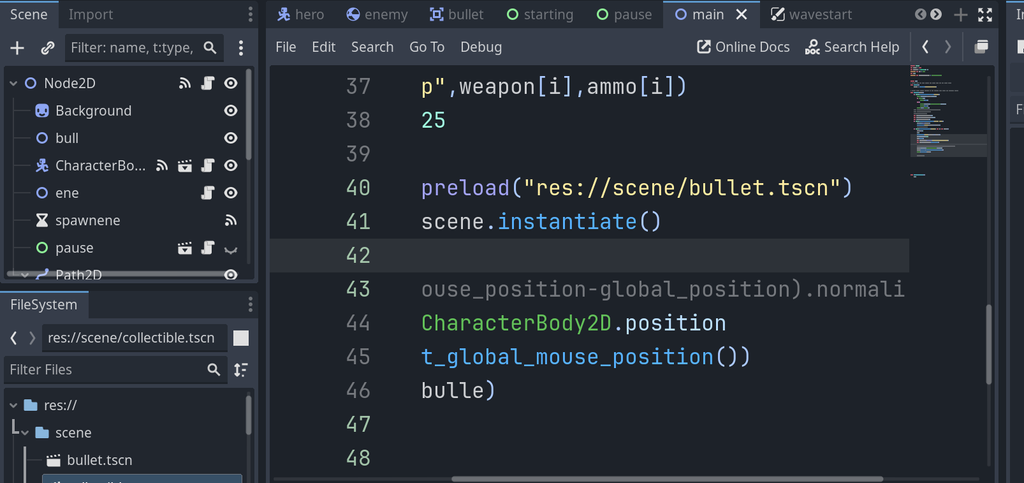 Scene Import
Filter: name, t:type,
Node2D
Background
bull
CharacterBo...
ene
spawnene
pause
Path2D
FileSystem
res://scene/collectible.tscn
Filter Files
res://
scene
bullet.tscn
hero enemy bullet starting pause main wavestart
File Edit Search Go To Debug Online Docs Search Help
37 p",weapon[i],ammo[i])
38 25
39
40 preload("res://scene/bullet.tscn")
41 scene.instantiate()
42
43 ouse_position-global_position).normali
44 CharacterBody2D.position
45 t_global_mouse_position())
46 bulle)
47
48